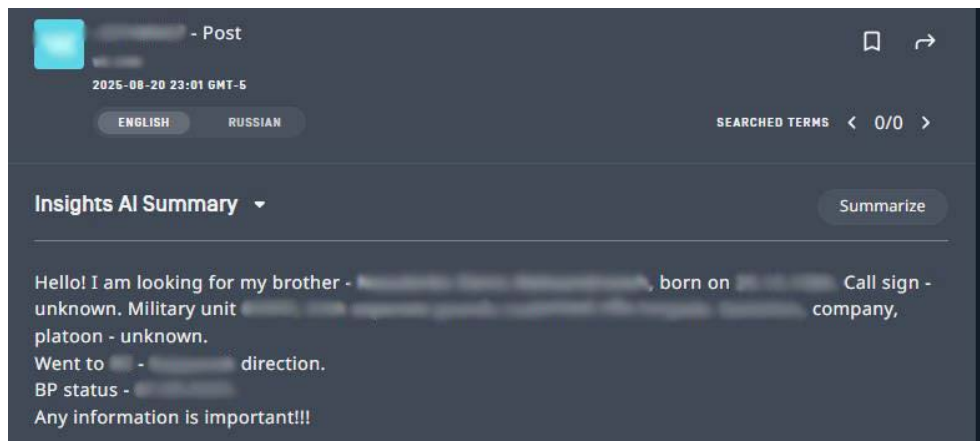 - Post
2025-08-20 23:01 GMT-5
ENGLISH RUSSIAN
SEARCHED TERMS < 0/0 >
Insights AI Summary
Summarize
Hello! I am looking for my brother - , born on Call sign -
unknown. Military unit company,
platoon - unknown.
Went to - direction.
BP status -
Any information is important!!!